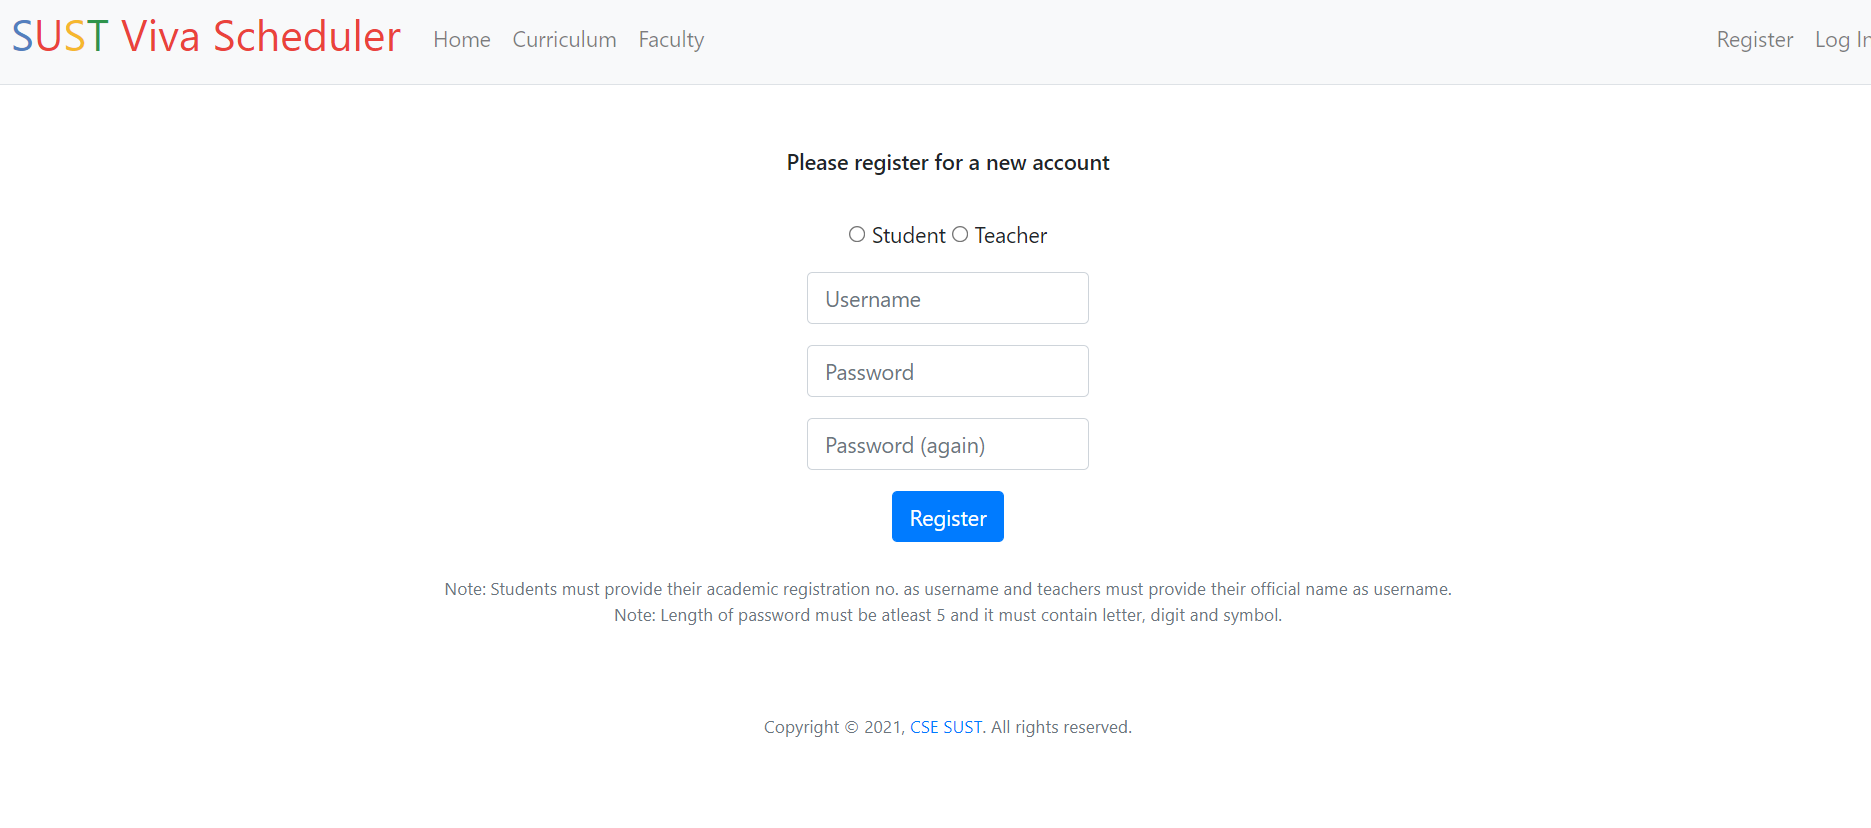 SUST Viva Scheduler Home Curriculum Faculty Register Log In
Please register for a new account
Student Teacher
Username
Password
Password (again)
Register
Note: Students must provide their academic registration no. as username and teachers must provide their official name as username.
Note: Length of password must be atleast 5 and it must contain letter, digit and symbol.
Copyright © 2021, CSE SUST. All rights reserved.